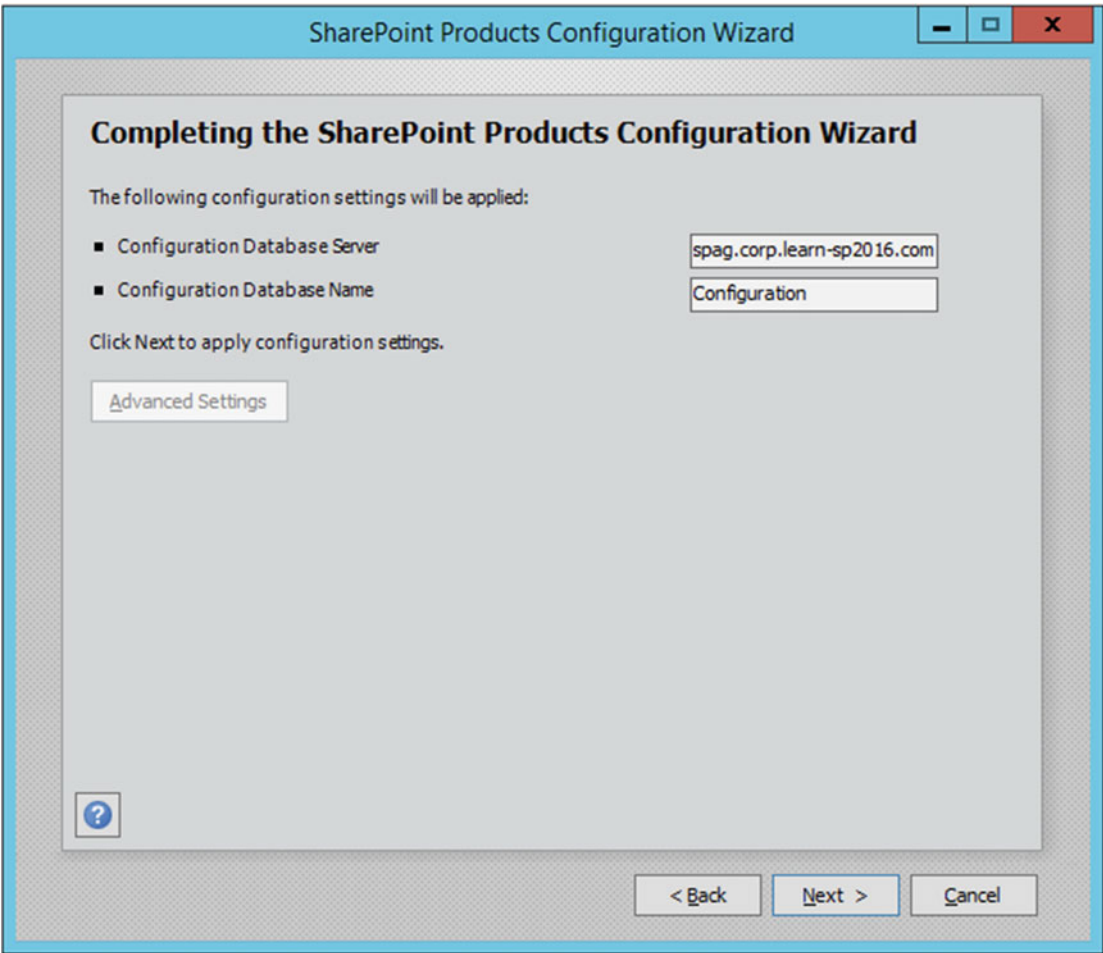 SharePoint Products Configuration Wizard
Completing the SharePoint Products Configuration Wizard
The following configuration settings will be applied:
Configuration Database Server
spag.corp.learn-sp2016.com
Configuration Database Name
Configuration
Click Next to apply configuration settings.
Advanced Settings
?
< Back
Next >
Cancel